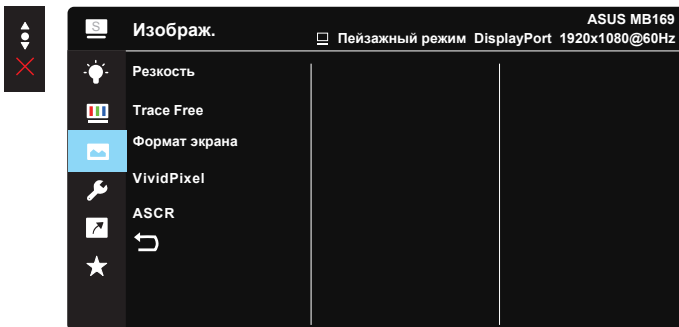 S
Изображ.
ASUS MB169
Пейзажный режим DisplayPort 1920x1080@60Hz
Резкость
Trace Free
Формат экрана
VividPixel
ASCR